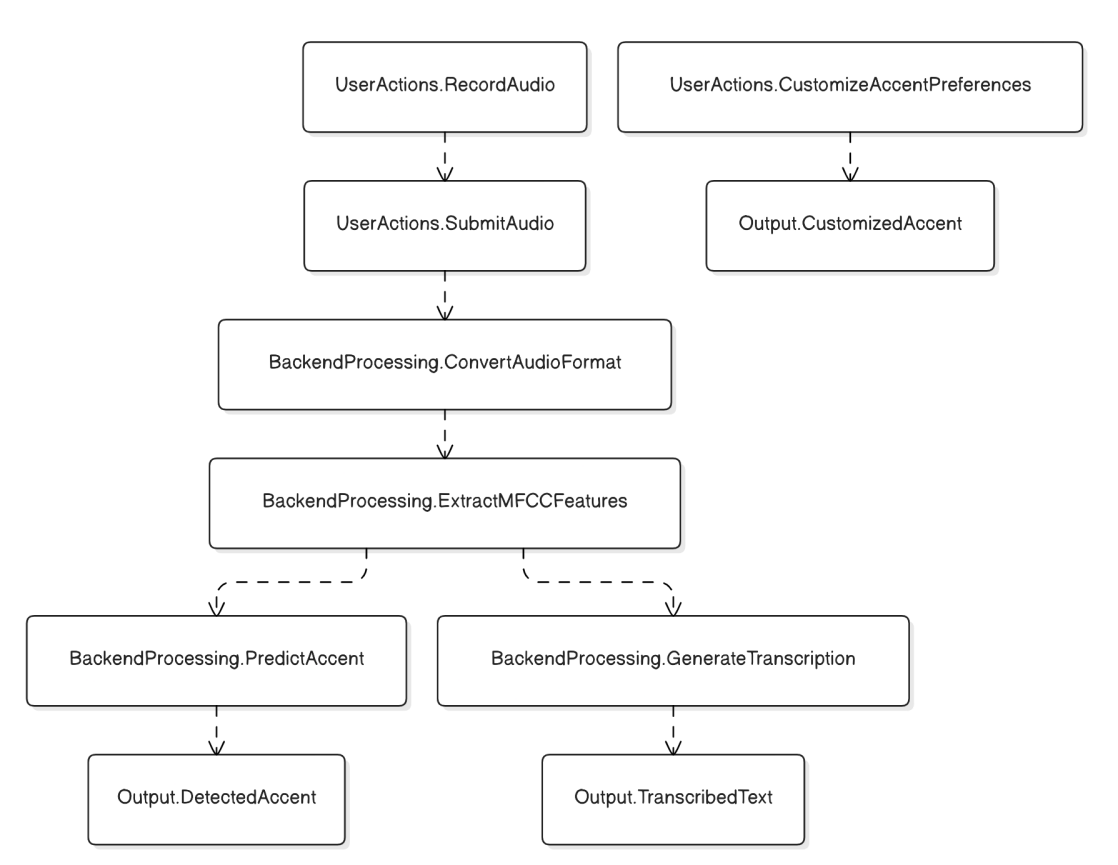 UserActions.RecordAudio
UserActions.CustomizeAccentPreferences
UserActions.SubmitAudio
Output.CustomizedAccent
BackendProcessing.ConvertAudioFormat
BackendProcessing.ExtractMFCCFeatures
BackendProcessing.PredictAccent
BackendProcessing.GenerateTranscription
Output.DetectedAccent
Output.TranscribedText